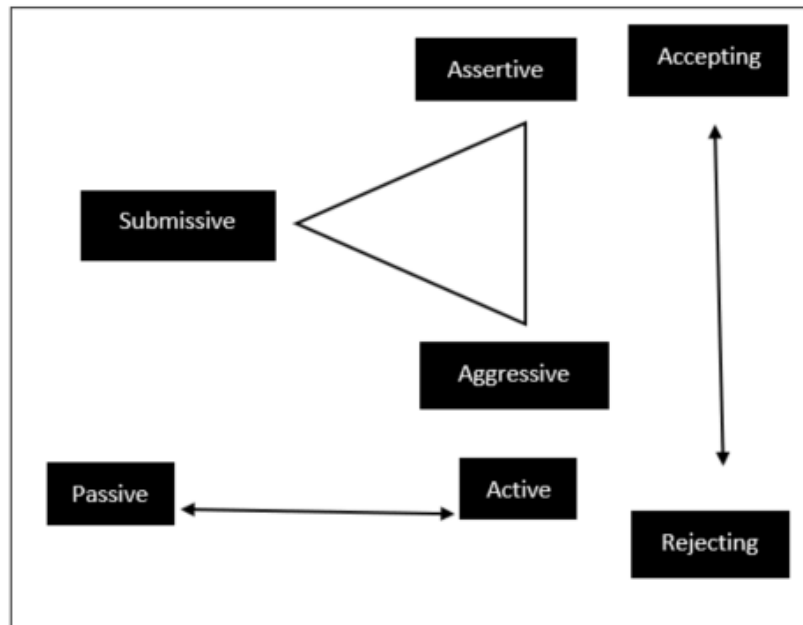 Assertive
Accepting
Submissive
Aggressive
Passive
Active
Rejecting